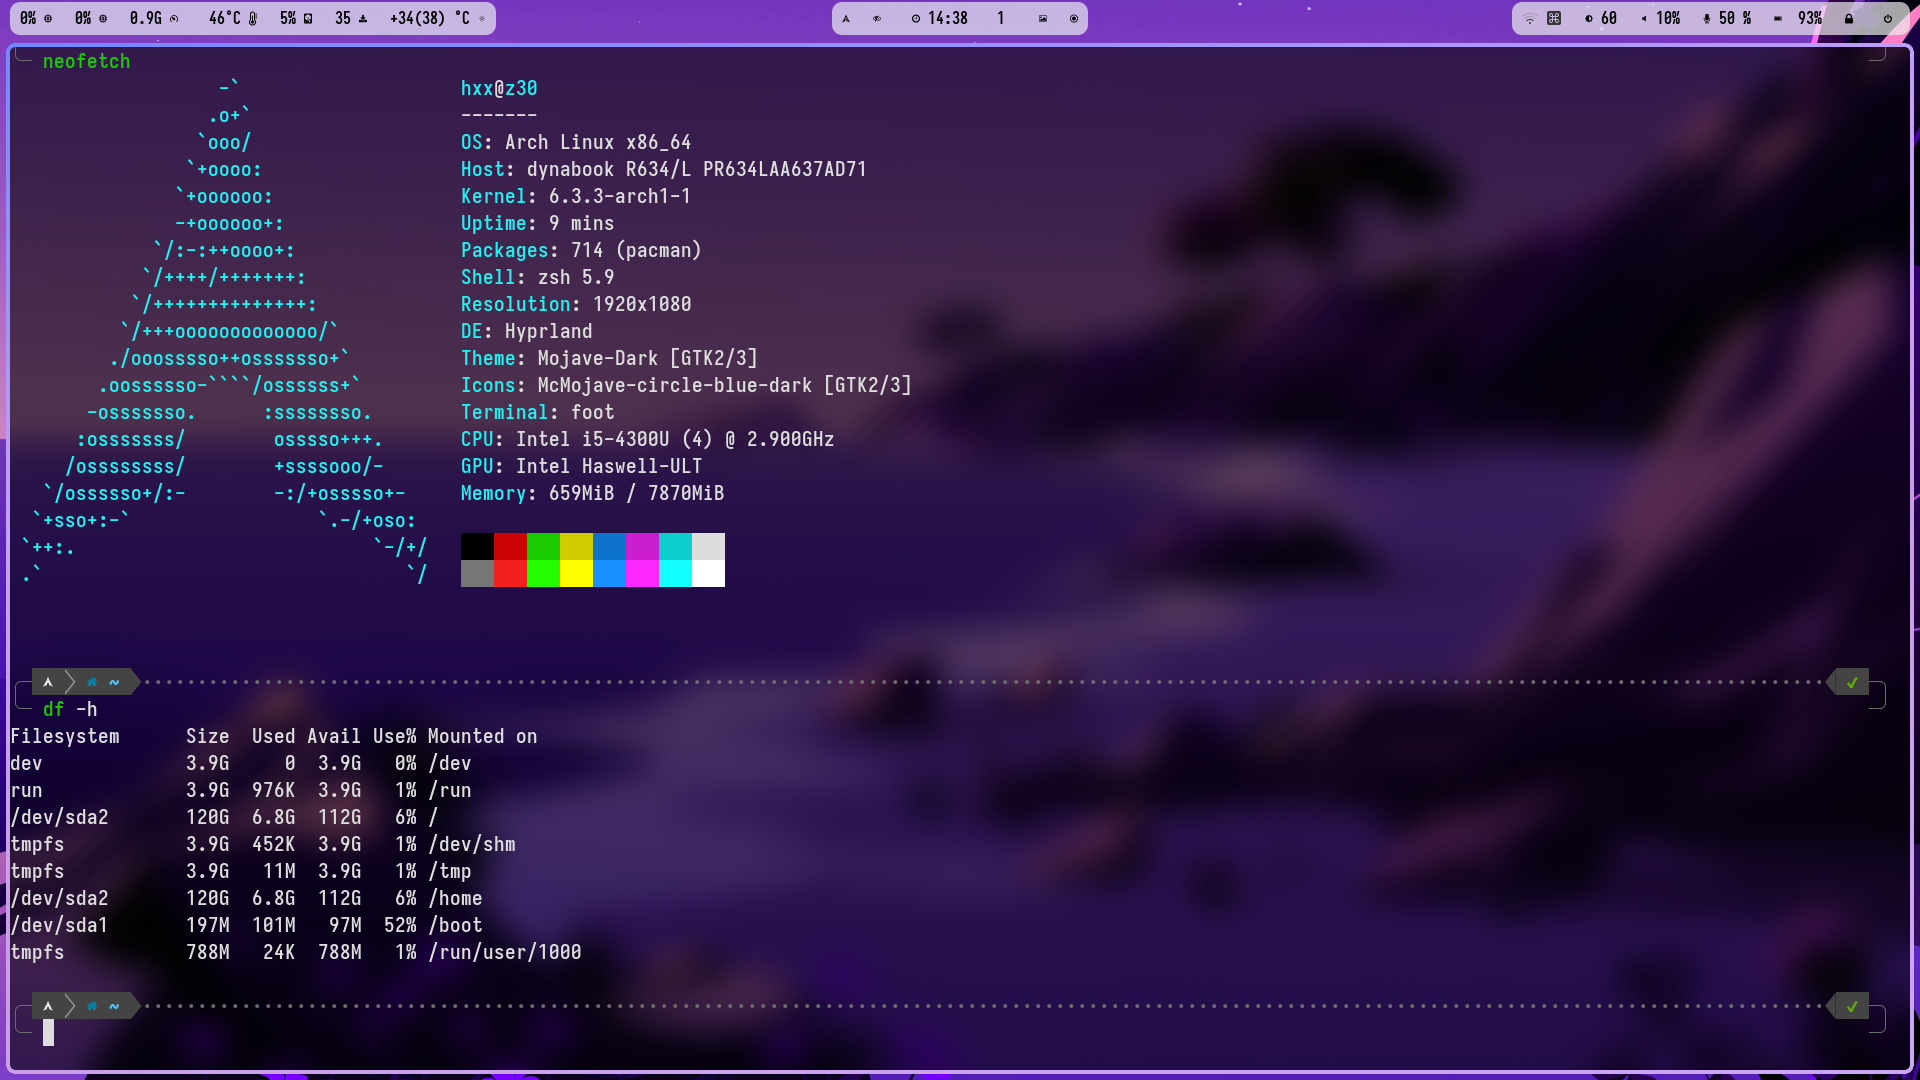 0% 0% 0.9G 46°C 5% 35 +34(38) °C 14:38 1 60 10% 50 % 93%
neofetch
-`                    hxx@z30
.o+`                   -------
`ooo/                   OS: Arch Linux x86_64
`+oooo:                  Host: dynabook R634/L PR634LAA637AD71
`+oooooo:                 Kernel: 6.3.3-arch1-1
-+oooooo+:                Uptime: 9 mins
`/:-:++oooo+:               Packages: 714 (pacman)
`/++++/+++++++:              Shell: zsh 5.9
`/++++++++++++++:             Resolution: 1920x1080
`/+++ooooooooooooo/`           DE: Hyprland
./ooosssso++osssssso+`          Theme: Mojave-Dark [GTK2/3]
.oossssso-````/ossssss+`         Icons: McMojave-circle-blue-dark [GTK2/3]
-osssssso.      :ssssssso.        Terminal: foot
:osssssss/        osssso+++.       CPU: Intel i5-4300U (4) @ 2.900GHz
/ossssssss/        +ssssooo/-       GPU: Intel Haswell-ULT
`/ossssso+/:-        -:/+osssso+-     Memory: 659MiB / 7870MiB
`+sso+:-`                 `.-/+oso:
`++:.                           `-/+/
.`                                 `/
~ ✓
df -h
Filesystem      Size  Used Avail Use% Mounted on
dev             3.9G     0  3.9G   0% /dev
run             3.9G  976K  3.9G   1% /run
/dev/sda2       120G  6.8G  112G   6% /
tmpfs           3.9G  452K  3.9G   1% /dev/shm
tmpfs           3.9G   11M  3.9G   1% /tmp
/dev/sda2       120G  6.8G  112G   6% /home
/dev/sda1       197M  101M   97M  52% /boot
tmpfs           788M   24K  788M   1% /run/user/1000
~ ✓